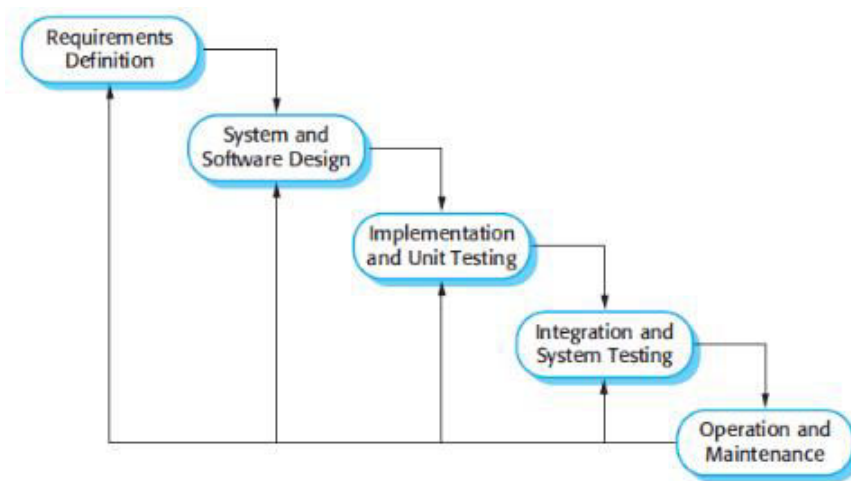 Requirements
Definition
System and
Software Design
Implementation
and Unit Testing
Integration and
System Testing
Operation and
Maintenance